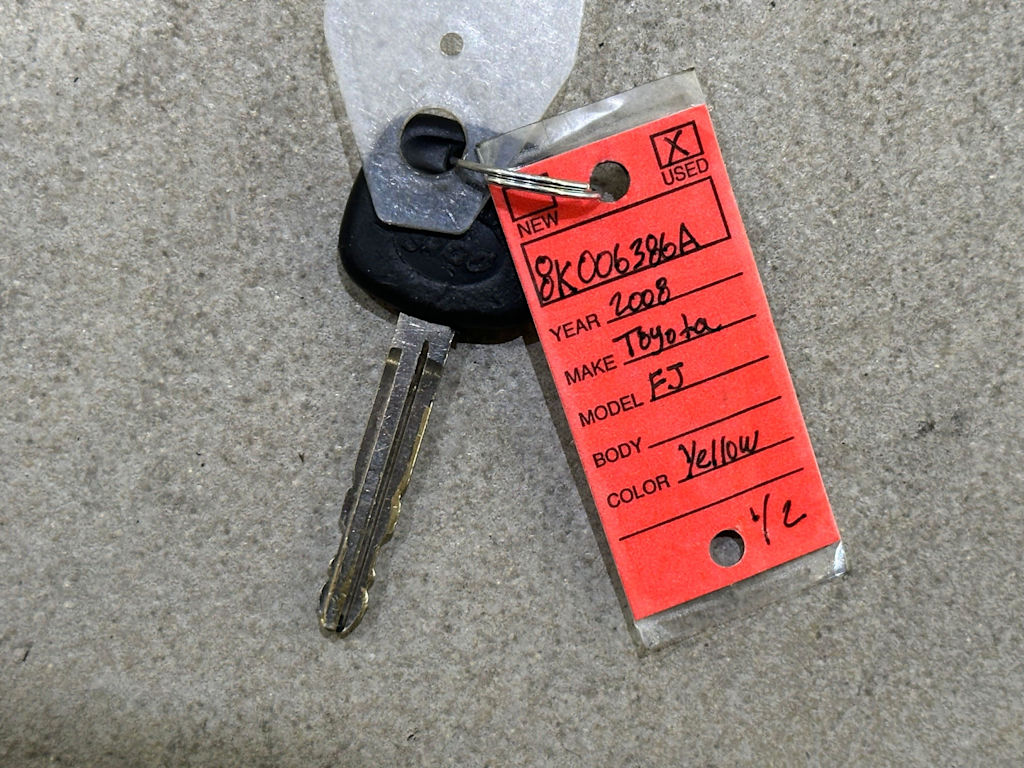 X
USED
NEW
8K006386A
YEAR 2008
MAKE Toyota
MODEL FJ
BODY
COLOR Yellow
1/2